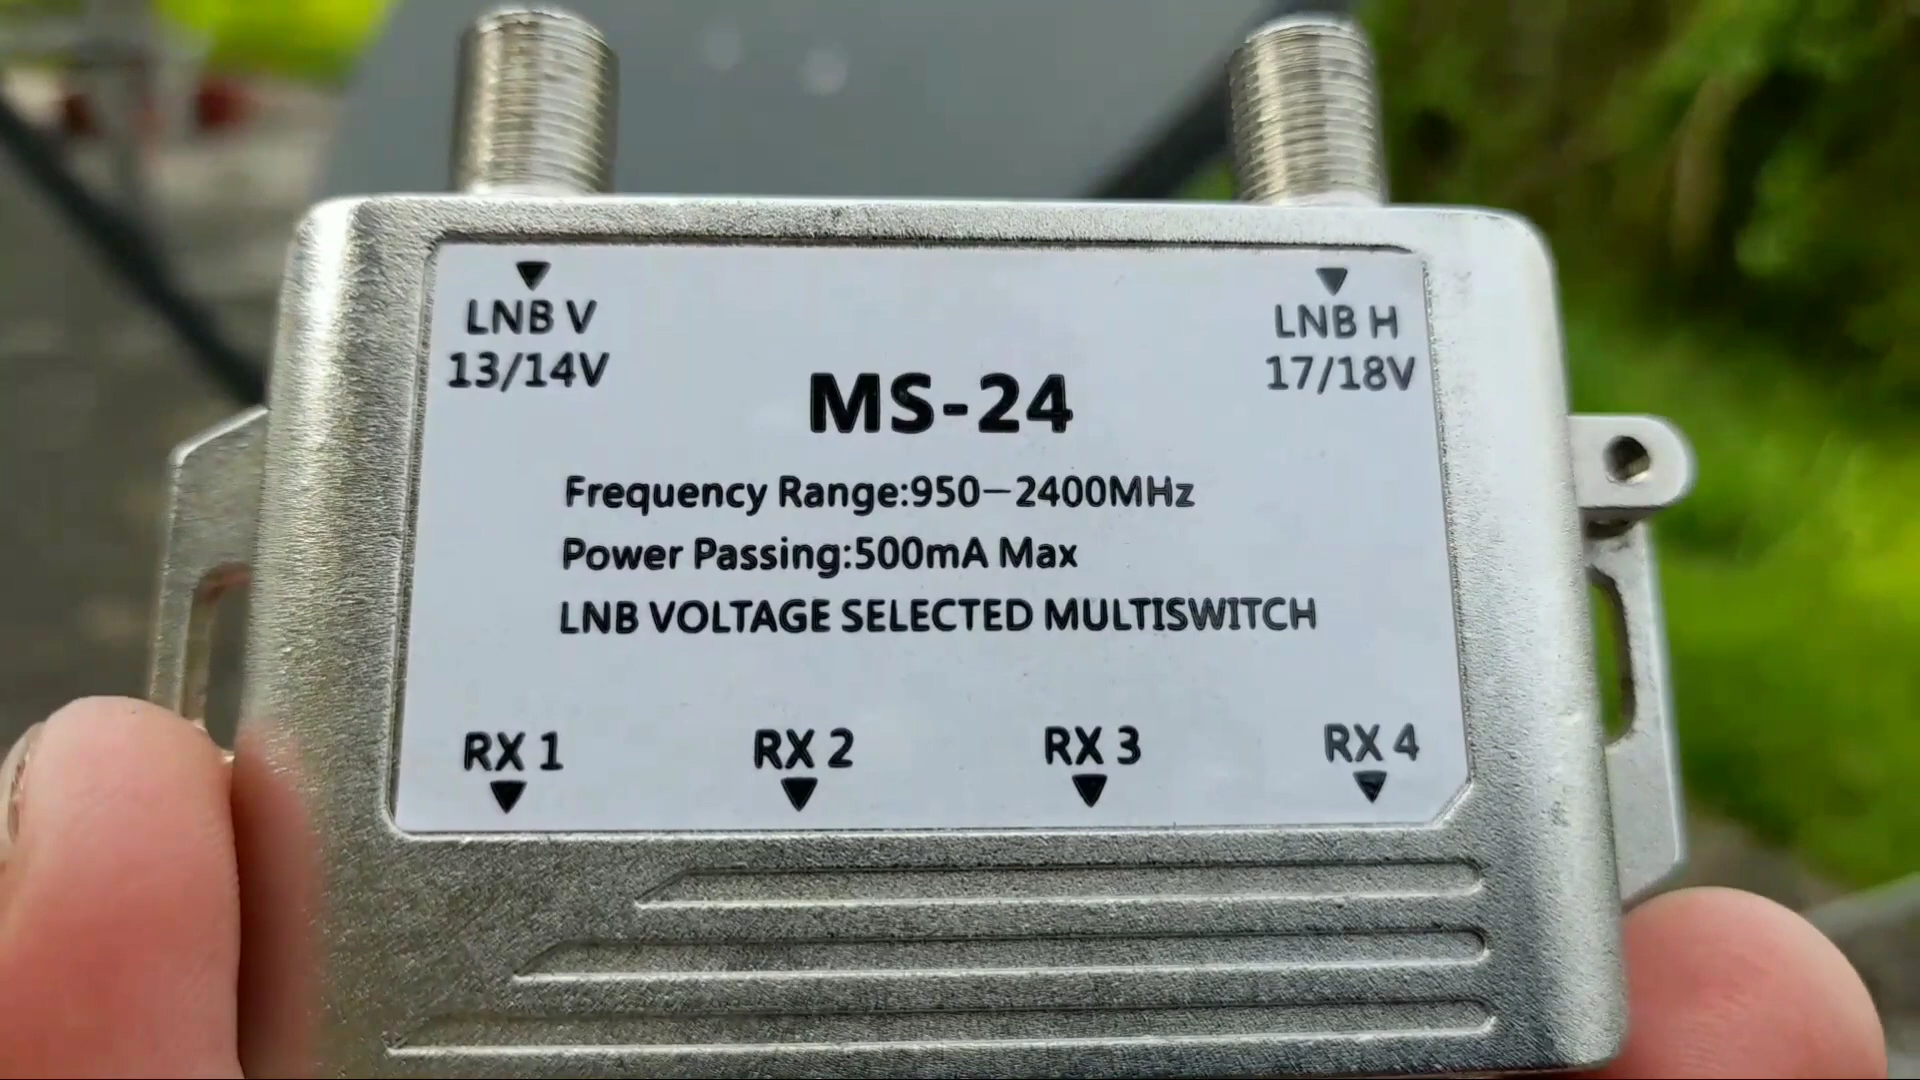 LNB V
13/14V
LNB H
17/18V
MS-24
Frequency Range:950—2400MHz
Power Passing:500mA Max
LNB VOLTAGE SELECTED MULTISWITCH
RX 1
RX 2
RX 3
RX 4